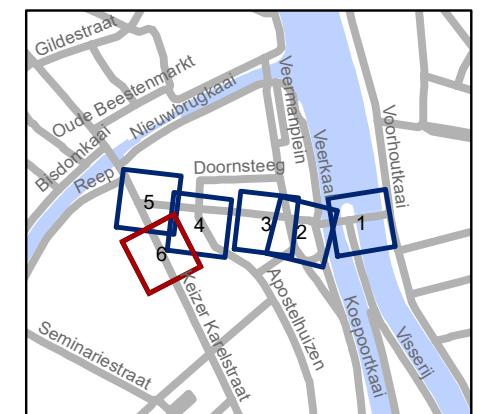 Gildestraat
Oude Beestenmarkt
Nieuwbrugkaai
Bisdomkaai
Reep
Veermanplein
Voorhoutkaai
Veerkaai
Doornsteeg
5
4
3
2
1
6
Keizer Karelstraat
Apostelhuizen
Koepoortkaai
Visserij
Seminariestraat